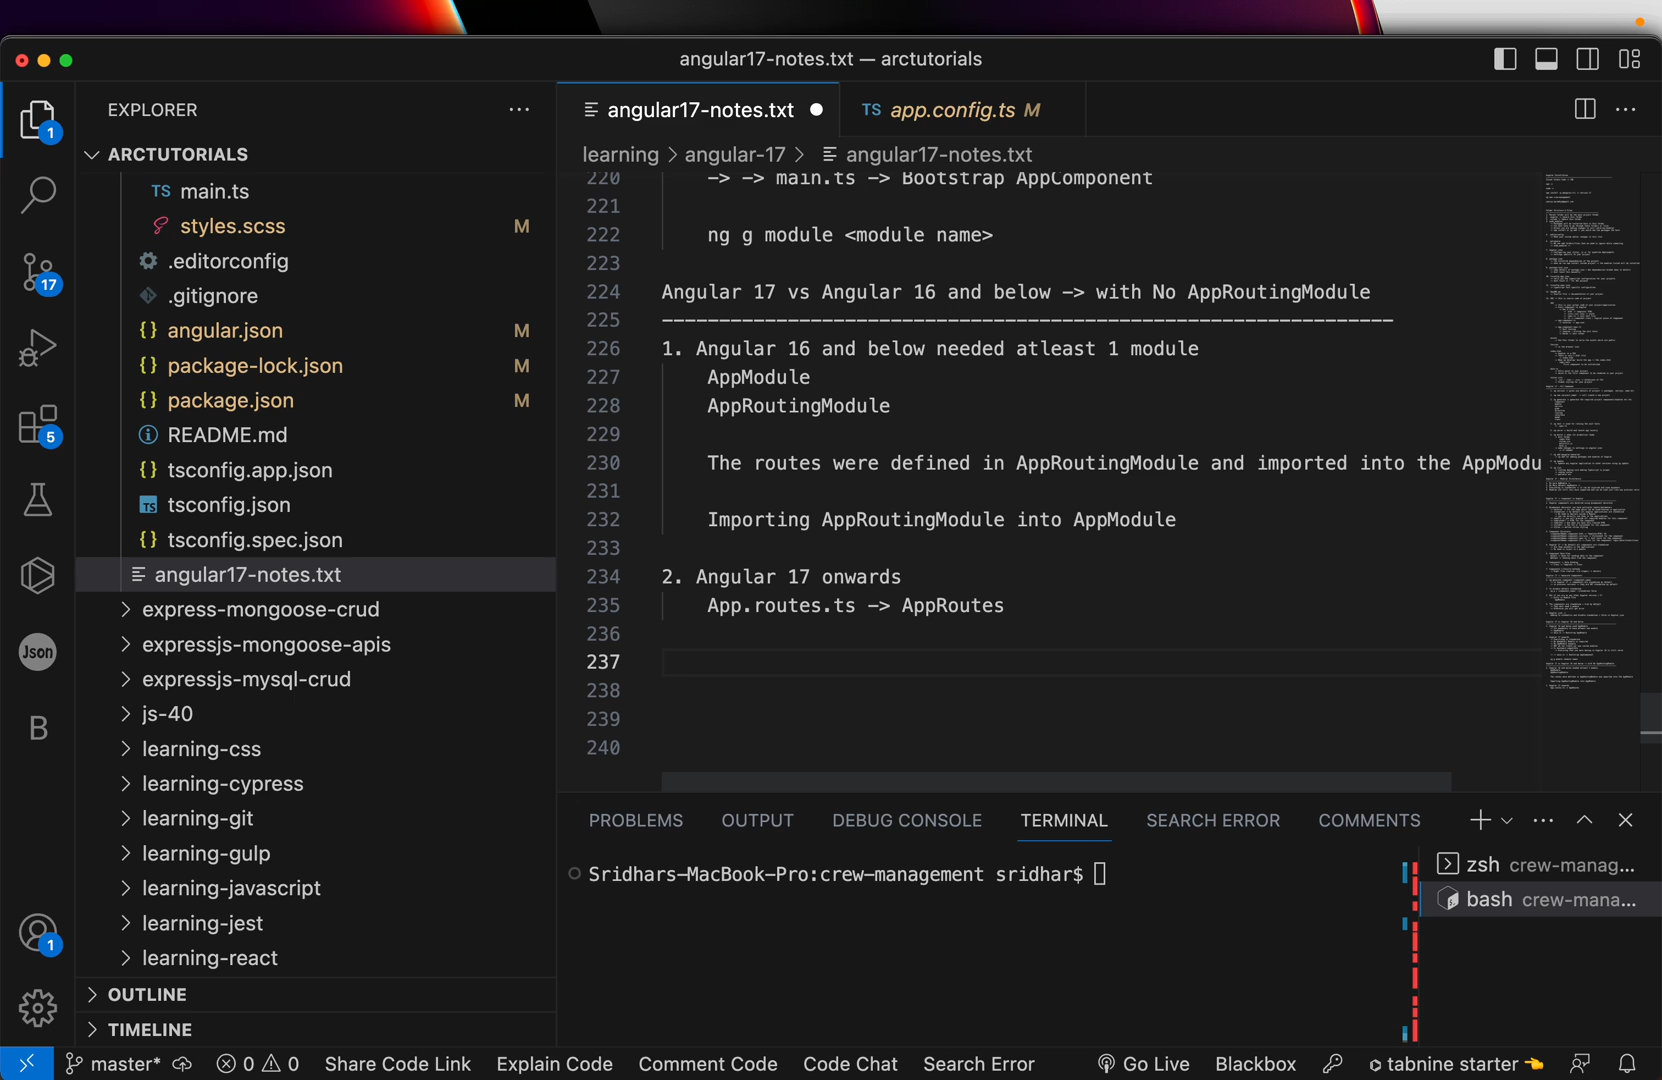 angular17-notes.txt — arctutorials
EXPLORER
ARCTUTORIALS
TS main.ts
styles.scss M
.editorconfig
.gitignore
{} angular.json M
{} package-lock.json M
{} package.json M
README.md
{} tsconfig.app.json
TS tsconfig.json
{} tsconfig.spec.json
angular17-notes.txt
express-mongoose-crud
expressjs-mongoose-apis
expressjs-mysql-crud
js-40
learning-css
learning-cypress
learning-git
learning-gulp
learning-javascript
learning-jest
learning-react
OUTLINE
TIMELINE
1
17
5
Json
B
1
angular17-notes.txt
TS app.config.ts M
learning > angular-17 > angular17-notes.txt
220 -> -> main.ts -> Bootstrap AppComponent
221
222 ng g module <module name>
223
224 Angular 17 vs Angular 16 and below -> with No AppRoutingModule
225 ----------------------------------------------------------------
226 1. Angular 16 and below needed atleast 1 module
227 AppModule
228 AppRoutingModule
229
230 The routes were defined in AppRoutingModule and imported into the AppModu
231
232 Importing AppRoutingModule into AppModule
233
234 2. Angular 17 onwards
235 App.routes.ts -> AppRoutes
236
237
238
239
240
PROBLEMS OUTPUT DEBUG CONSOLE TERMINAL SEARCH ERROR COMMENTS
Sridhars-MacBook-Pro:crew-management sridhar$
zsh crew-manag...
bash crew-mana...
master* 0 0 Share Code Link Explain Code Comment Code Code Chat Search Error Go Live Blackbox tabnine starter